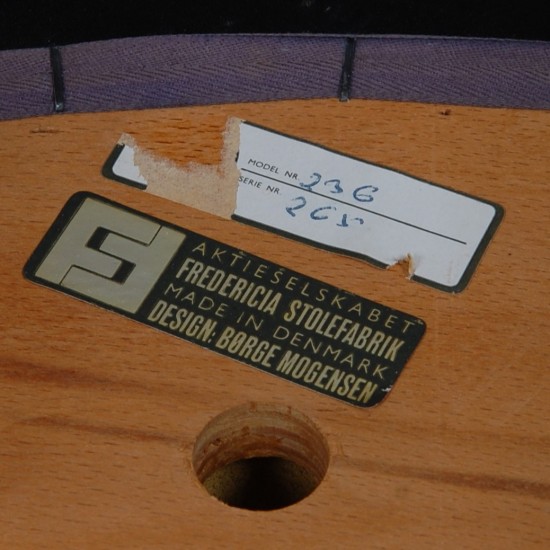 MODEL NR. 236
SERIE NR. 265
AKTIESELSKABET
FREDERICIA STOLEFABRIK
MADE IN DENMARK
DESIGN: BØRGE MOGENSEN